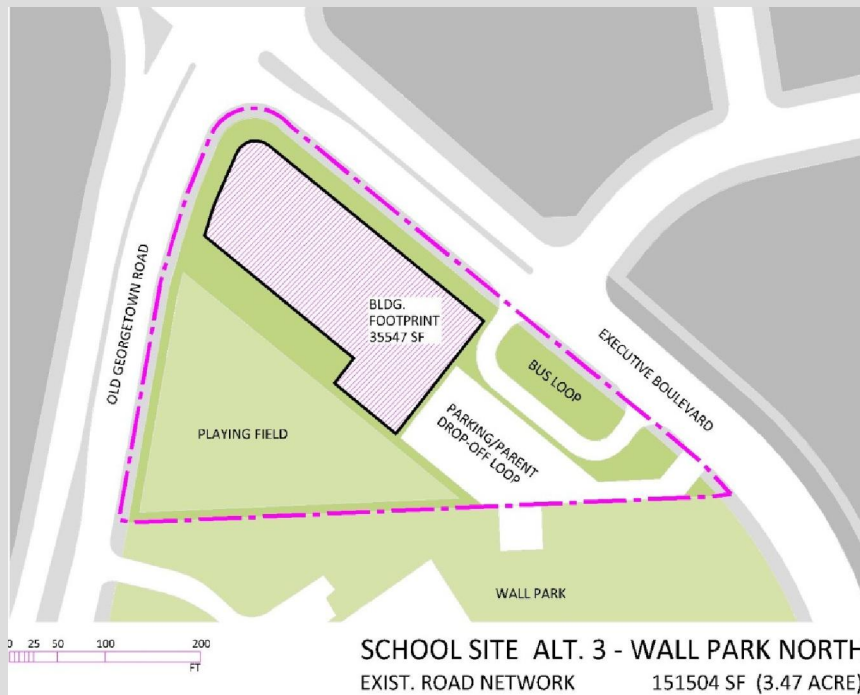 OLD GEORGETOWN ROAD
BLDG.
FOOTPRINT
35547 SF
EXECUTIVE BOULEVARD
BUS LOOP
PARKING/PARENT
DROP-OFF LOOP
PLAYING FIELD
WALL PARK
0 25 50 100 200
FT
SCHOOL SITE ALT. 3 - WALL PARK NORTH
EXIST. ROAD NETWORK 151504 SF (3.47 ACRE)